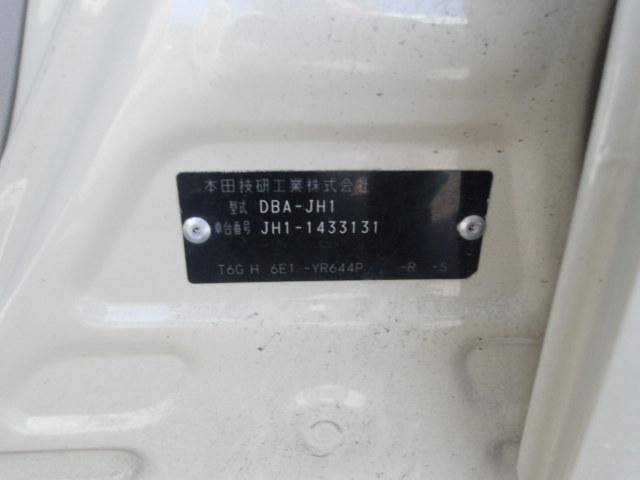 本田技研工業株式会社
型式 DBA-JH1
車台番号 JH1-1433131
T6G H 6E1 -YR644P -R -S